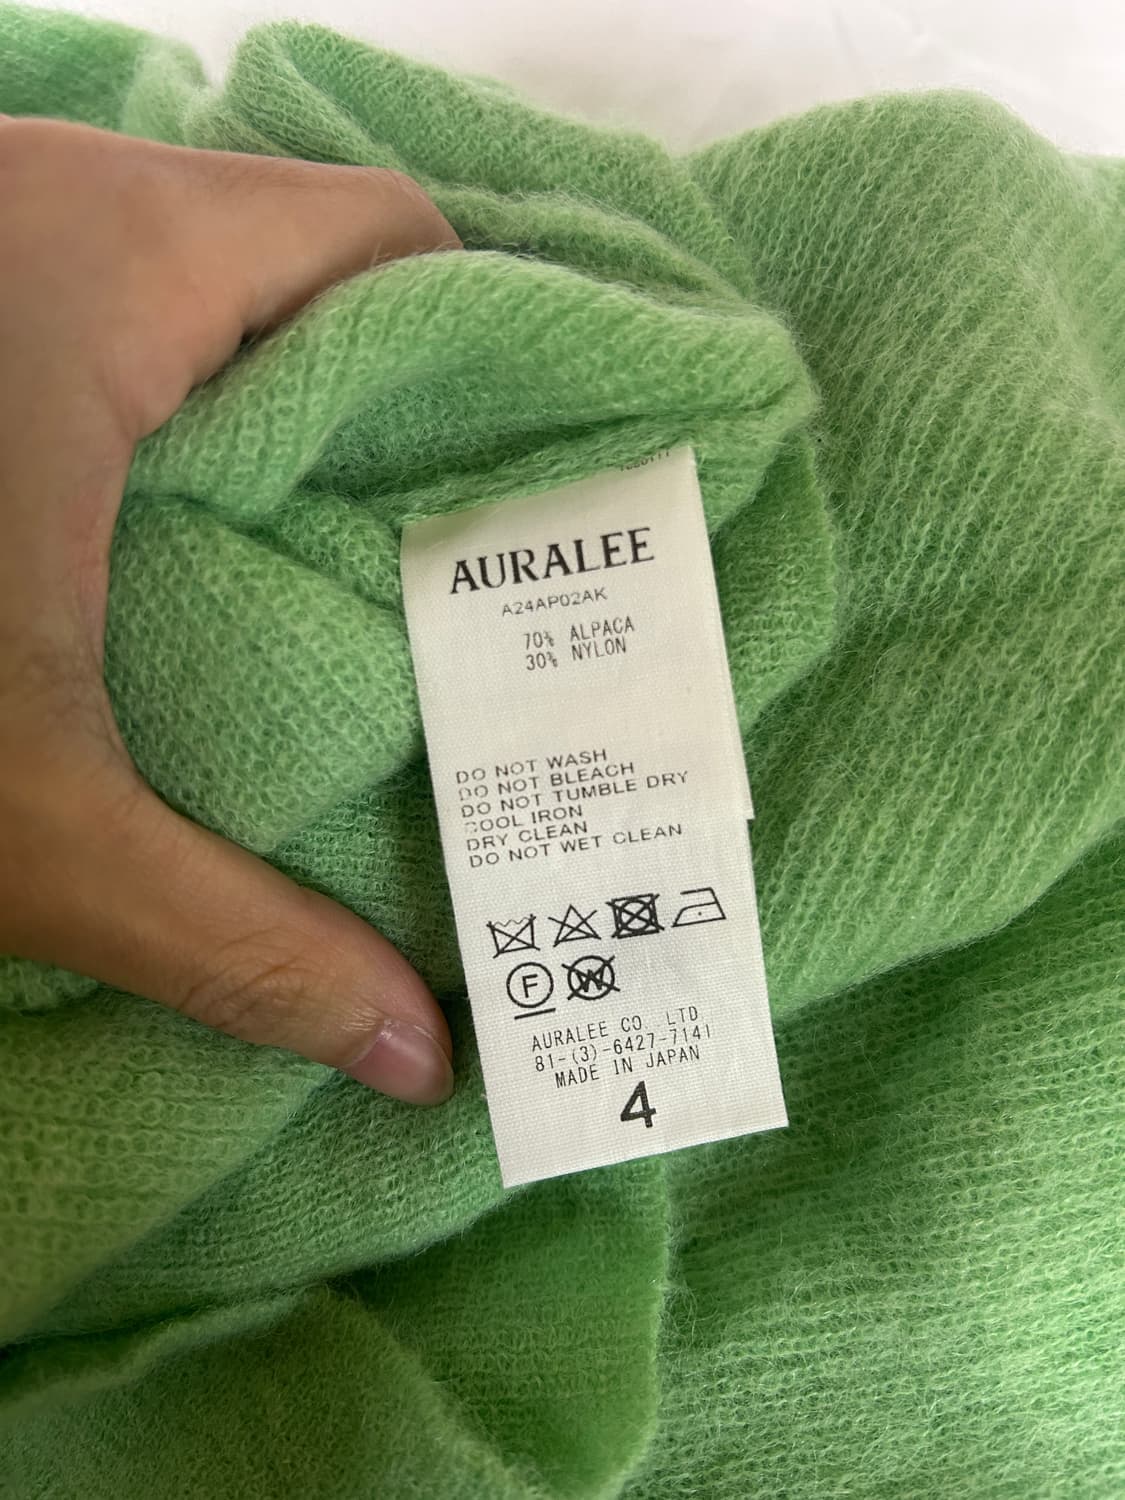 AURALEE
A24AP02AK
70% ALPACA
30% NYLON
DO NOT WASH
DO NOT BLEACH
DO NOT TUMBLE DRY
COOL IRON
DRY CLEAN
DO NOT WET CLEAN
F
W
AURALEE CO. LTD
81-(3)-6427-7141
MADE IN JAPAN
4